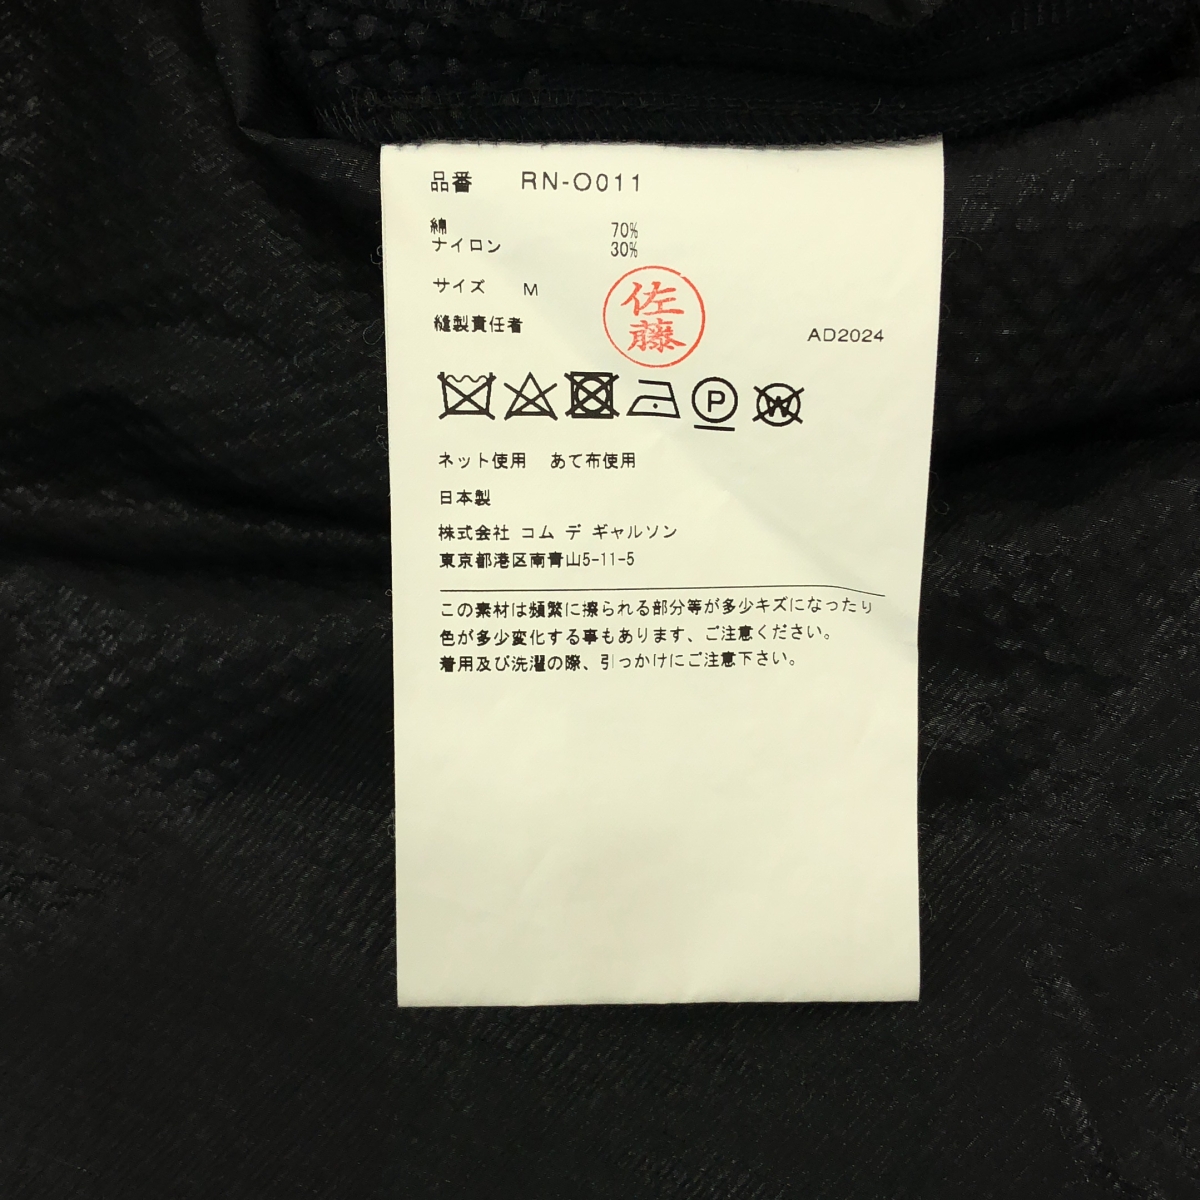 品番 RN-O011
綿 70%
ナイロン 30%
サイズ M
佐藤
縫製責任者
AD2024
P W
ネット使用 あて布使用
日本製
株式会社 コム デ ギャルソン
東京都港区南青山5-11-5
この素材は頻繁に擦られる部分等が多少キズになったり
色が多少変化する事もあります、ご注意ください。
着用及び洗濯の際、引っかけにご注意下さい。